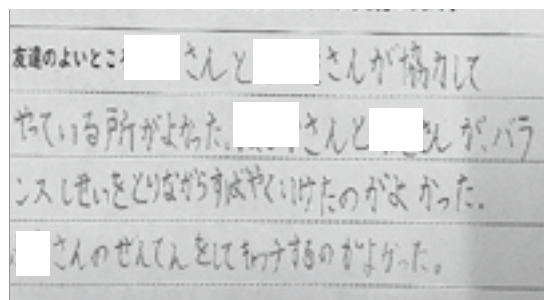 友達のよいところ さんと さんが協力して
やっている所がよかった。 さんと さんが、バラ
ンスしせいをとりながらすばやくいけたのがよかった。
さんのぜんてんをしてキャッチするのがよかった。